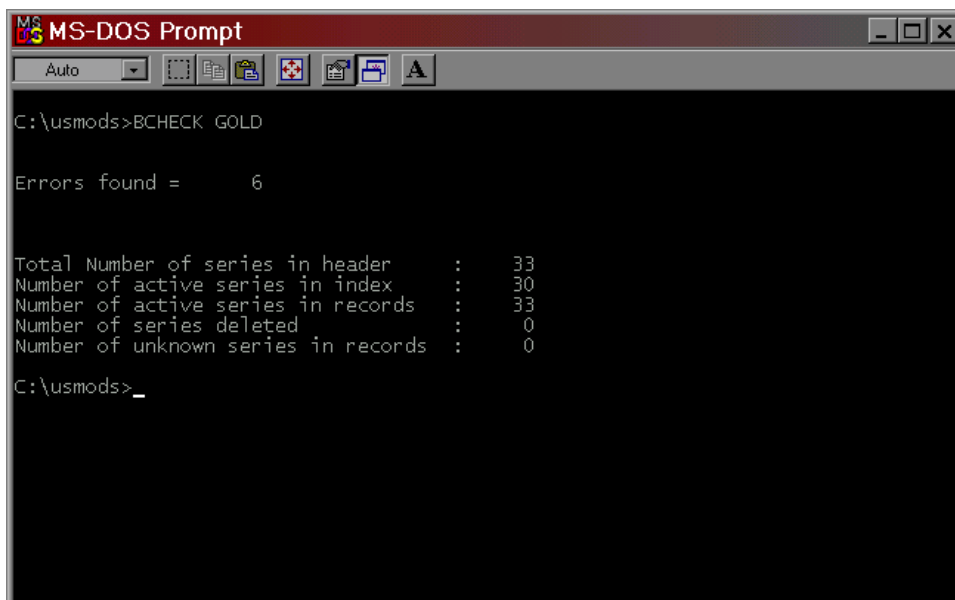 MS-DOS Prompt
Auto
A
C:\usmods>BCHECK GOLD
Errors found =      6
Total Number of series in header      :     33
Number of active series in index      :     30
Number of active series in records    :     33
Number of series deleted              :      0
Number of unknown series in records   :      0
C:\usmods>_